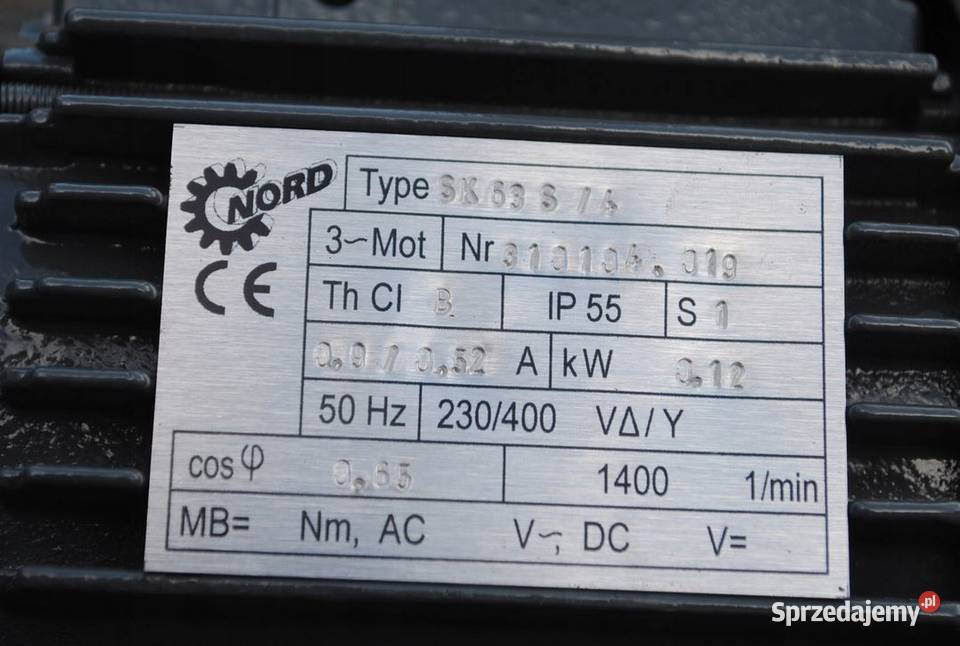 NORD
Type SK 63 S / 4
3~Mot Nr 310104.019
CE
Th Cl B IP 55 S 1
0,9 / 0,52 A kW 0,12
50 Hz 230/400 VΔ/Y
cos φ 0,65 1400 1/min
MB= Nm, AC V~, DC V=
Sprzedajemy.pl